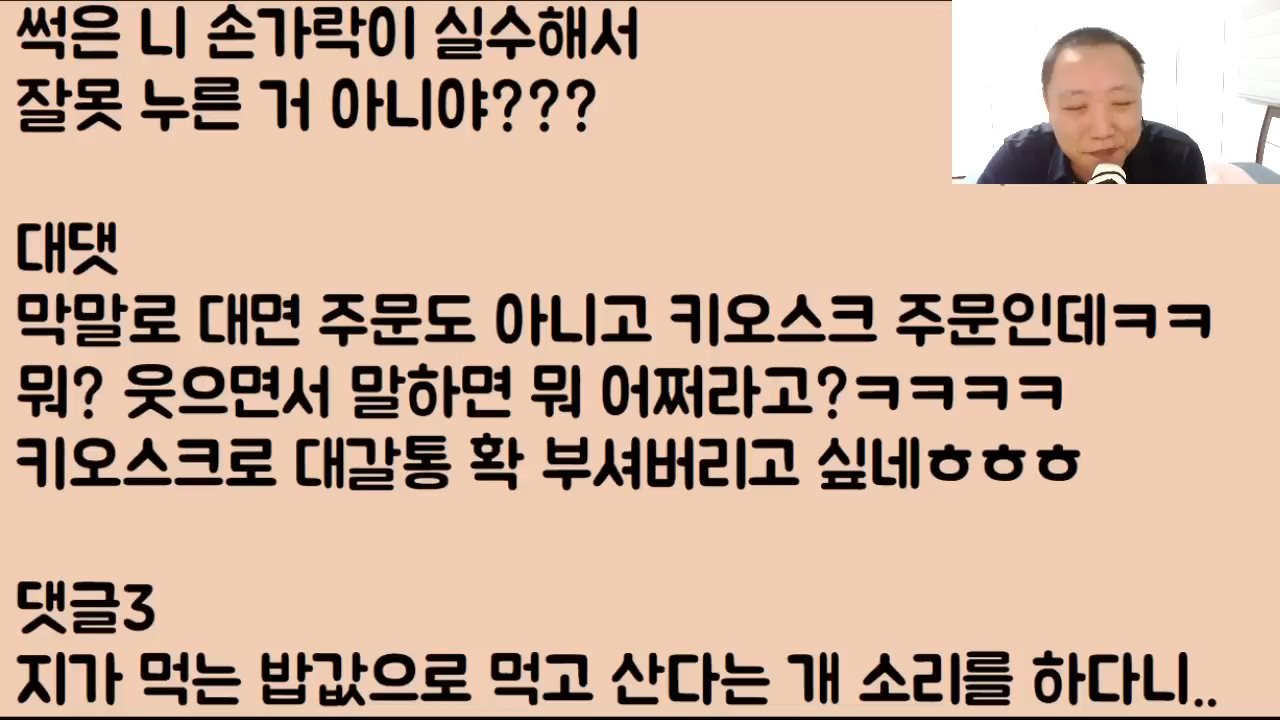 썩은 니 손가락이 실수해서
잘못 누른 거 아니야???
대댓
막말로 대면 주문도 아니고 키오스크 주문인데ㅋㅋ
뭐? 웃으면서 말하면 뭐 어쩌라고?ㅋㅋㅋㅋ
키오스크로 대갈통 확 부셔버리고 싶네ㅎㅎㅎ
댓글3
지가 먹는 밥값으로 먹고 산다는 개 소리를 하다니..